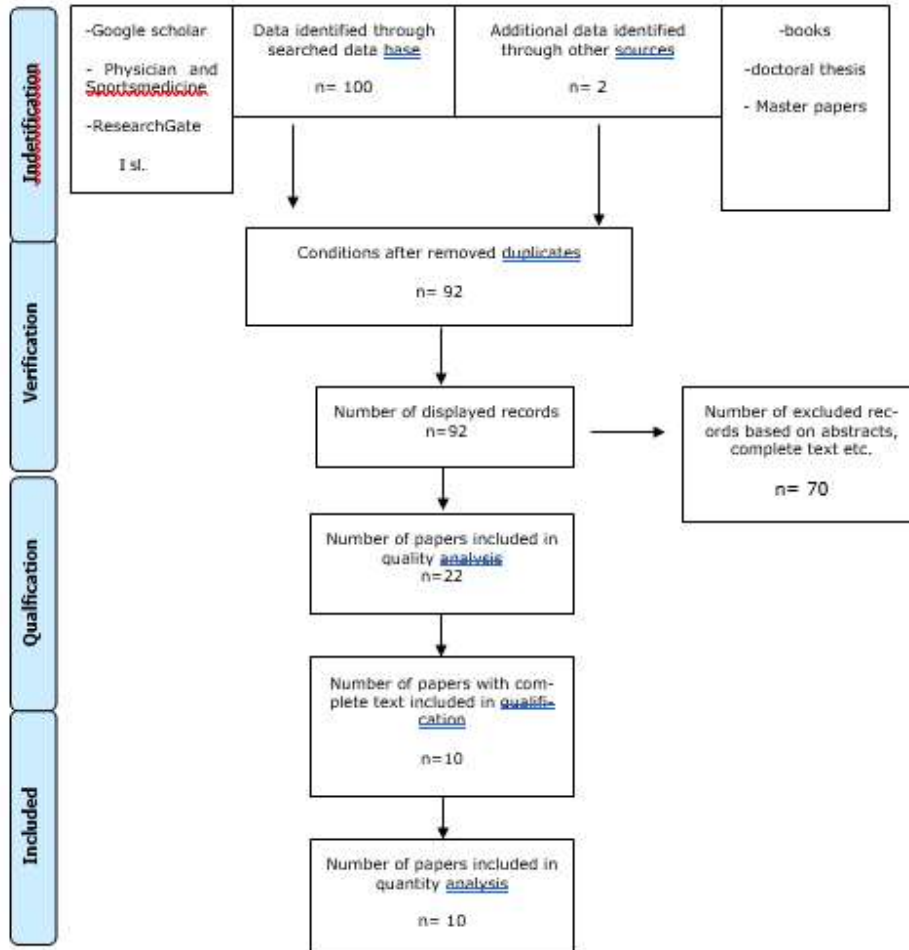 Indetification
-Google scholar
- Physician and
Sportsmedicine
-ResearchGate
I sl.
Data identified through
searched data base
n= 100
Additional data identified
through other sources
n= 2
-books
-doctoral thesis
- Master papers
Conditions after removed duplicates
n= 92
Verification
Number of displayed records
n=92
Number of excluded rec-
ords based on abstracts,
complete text etc.
n= 70
Qualfication
Number of papers included in
quality analysis
n=22
Number of papers with com-
plete text included in qualifi-
cation
n=10
Included
Number of papers included in
quantity analysis
n= 10